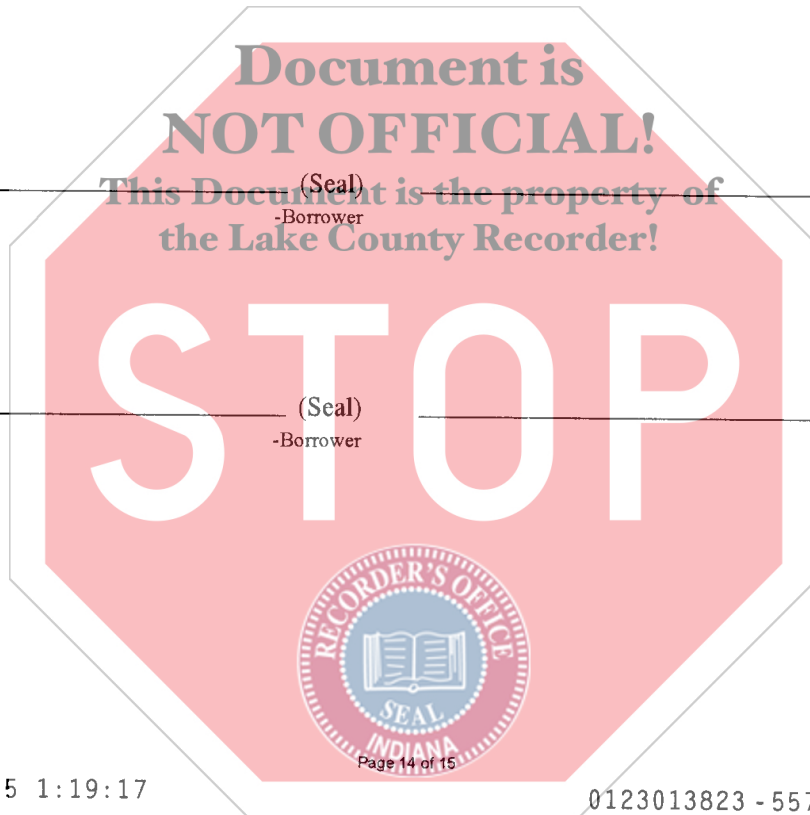 Document is
NOT OFFICIAL!
(Seal)
This Document is the property of
-Borrower
the Lake County Recorder!
STOP
(Seal)
-Borrower
RECORDER'S OFFICE
SEAL
INDIANA
Page 14 of 15
5 1:19:17
0123013823 - 557